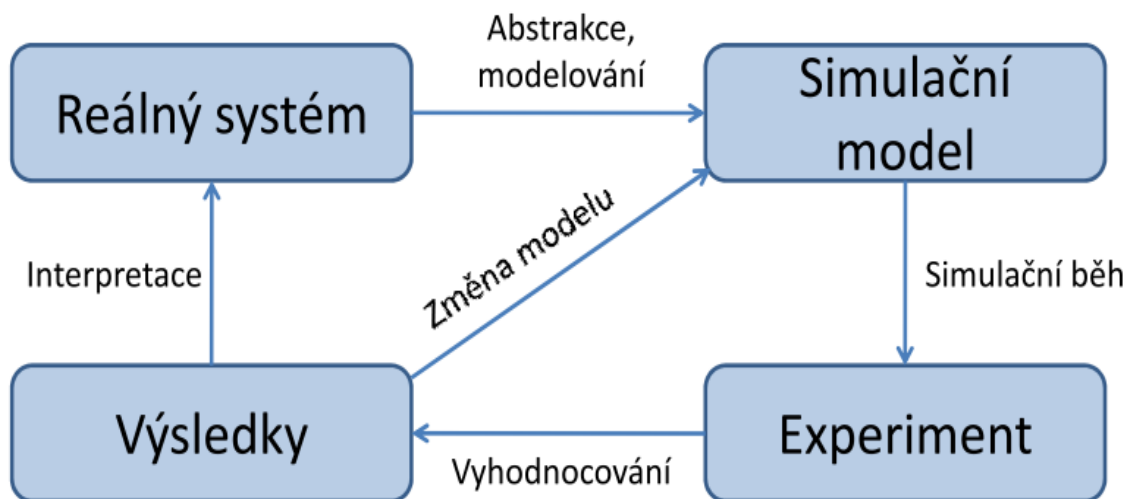 Abstrakce,
modelování
Reálný systém
Simulační
model
Změna modelu
Interpretace
Simulační běh
Výsledky
Experiment
Vyhodnocování